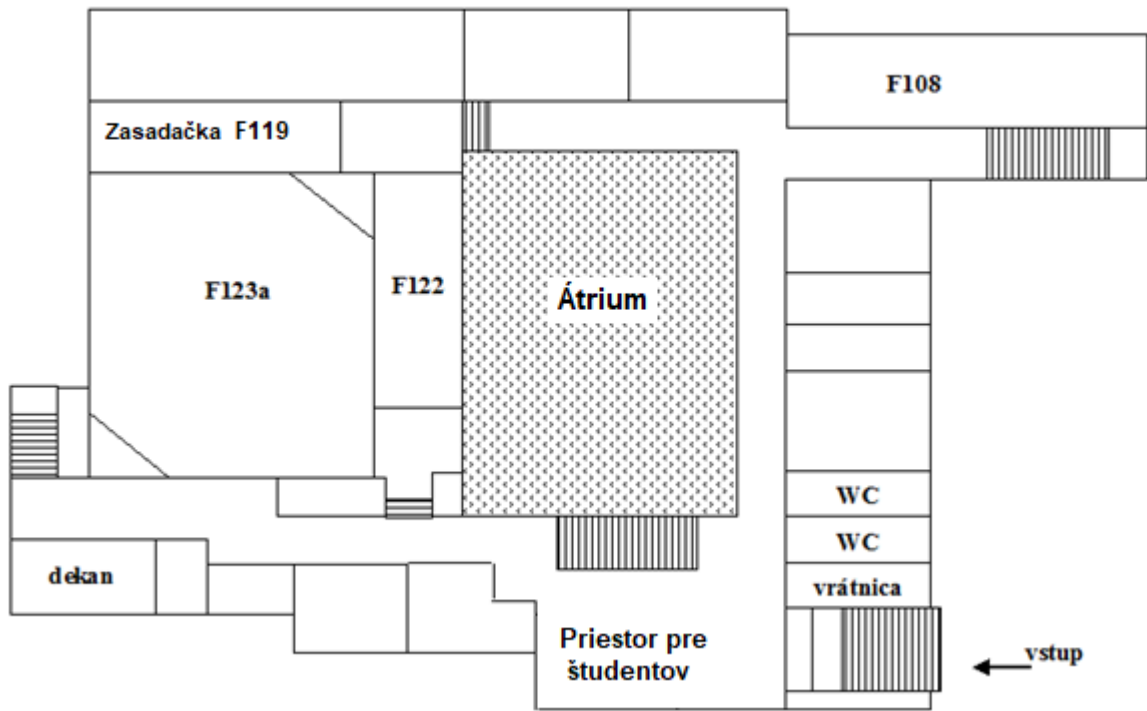 F108
Zasadačka F119
F123a
F122
Átrium
WC
WC
dekan
vrátnica
Priestor pre
študentov
vstup